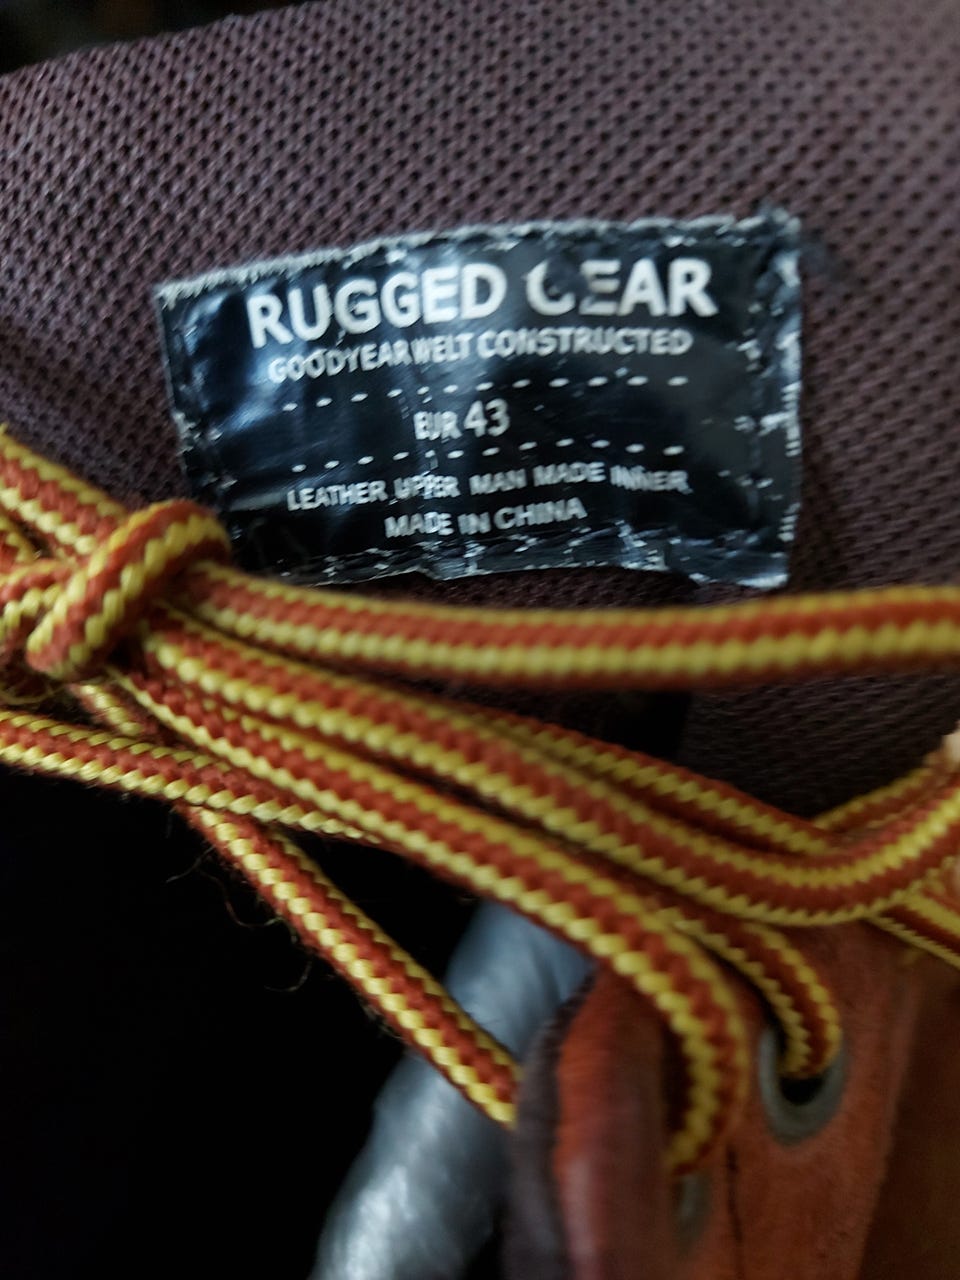 RUGGED GEAR
GOODYEAR WELT CONSTRUCTED
EUR 43
LEATHER UPPER MAN MADE INNER
MADE IN CHINA